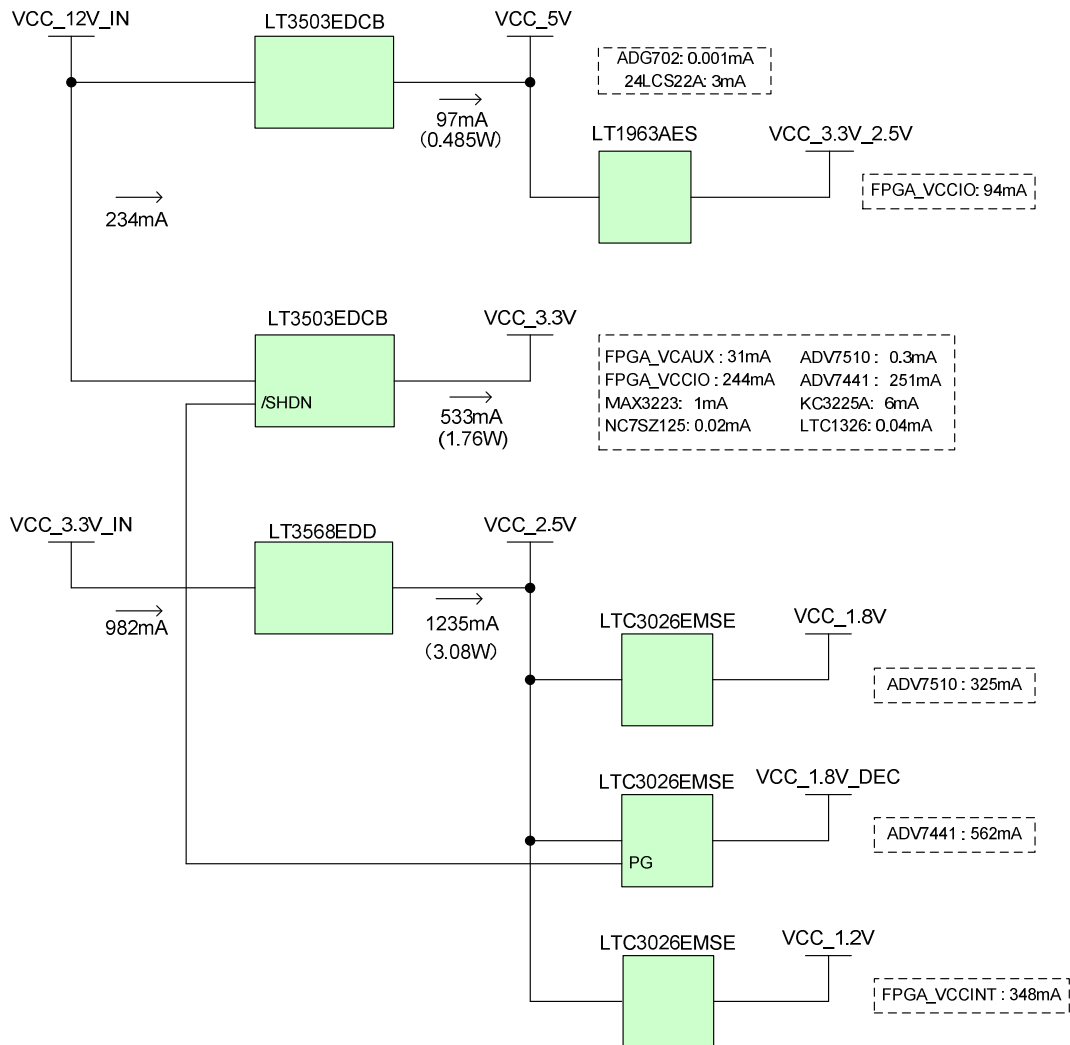 VCC_12V_IN
LT3503EDCB
VCC_5V
ADG702: 0.001mA
24LCS22A: 3mA
97mA
(0.485W)
LT1963AES
VCC_3.3V_2.5V
FPGA_VCCIO: 94mA
234mA
LT3503EDCB
VCC_3.3V
/SHDN
533mA
(1.76W)
FPGA_VCAUX : 31mA ADV7510 : 0.3mA
FPGA_VCCIO : 244mA ADV7441 : 251mA
MAX3223: 1mA KC3225A: 6mA
NC7SZ125: 0.02mA LTC1326: 0.04mA
VCC_3.3V_IN
LT3568EDD
VCC_2.5V
982mA
1235mA
(3.08W)
LTC3026EMSE
VCC_1.8V
ADV7510 : 325mA
LTC3026EMSE
VCC_1.8V_DEC
PG
ADV7441 : 562mA
LTC3026EMSE
VCC_1.2V
FPGA_VCCINT : 348mA